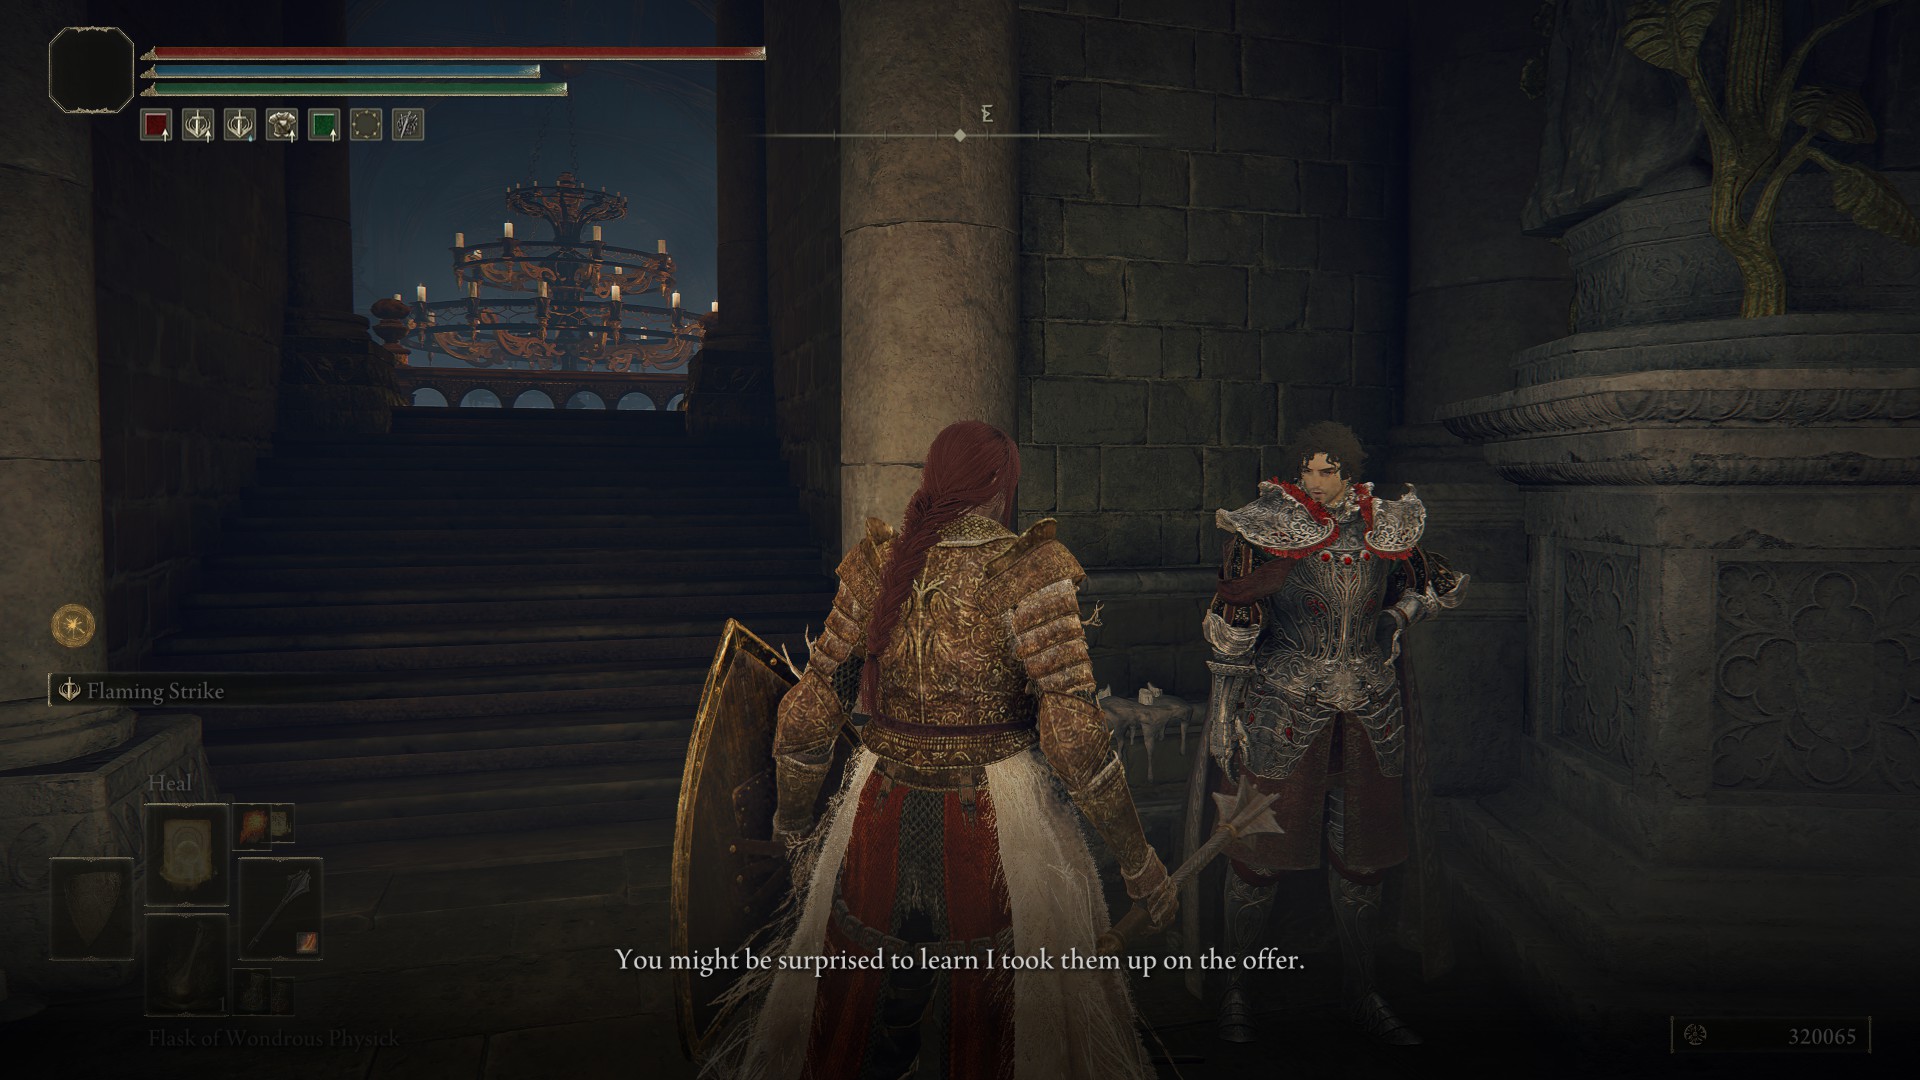 E
Flaming Strike
Heal
1
Flask of Wondrous Physick
You might be surprised to learn I took them up on the offer.
320065